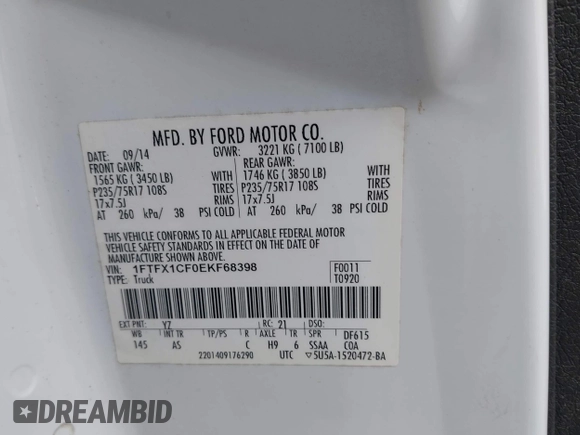 MFD. BY FORD MOTOR CO.
DATE: 09/14 GVWR: 3221 KG ( 7100 LB)
FRONT GAWR: REAR GAWR:
1565 KG ( 3450 LB) WITH 1746 KG ( 3850 LB) WITH
P235/75R17 108S TIRES P235/75R17 108S TIRES
17x7.5J RIMS 17x7.5J RIMS
AT 260 kPa/ 38 PSI COLD AT 260 kPa/ 38 PSI COLD
THIS VEHICLE CONFORMS TO ALL APPLICABLE FEDERAL MOTOR
VEHICLE SAFETY STANDARDS IN EFFECT ON THE DATE OF
MANUFACTURE SHOWN ABOVE.
VIN: 1FTFX1CF0EKF68398 F0011
TYPE: Truck T0920
EXT PNT: YZ RC: 21 DSO:
WB INT TR TP/PS R AXLE TR SPR DF615
145 AS C H9 6 SSAA COA
2201409176290 UTC ▽5U5A-1520472-BA
DREAMBID